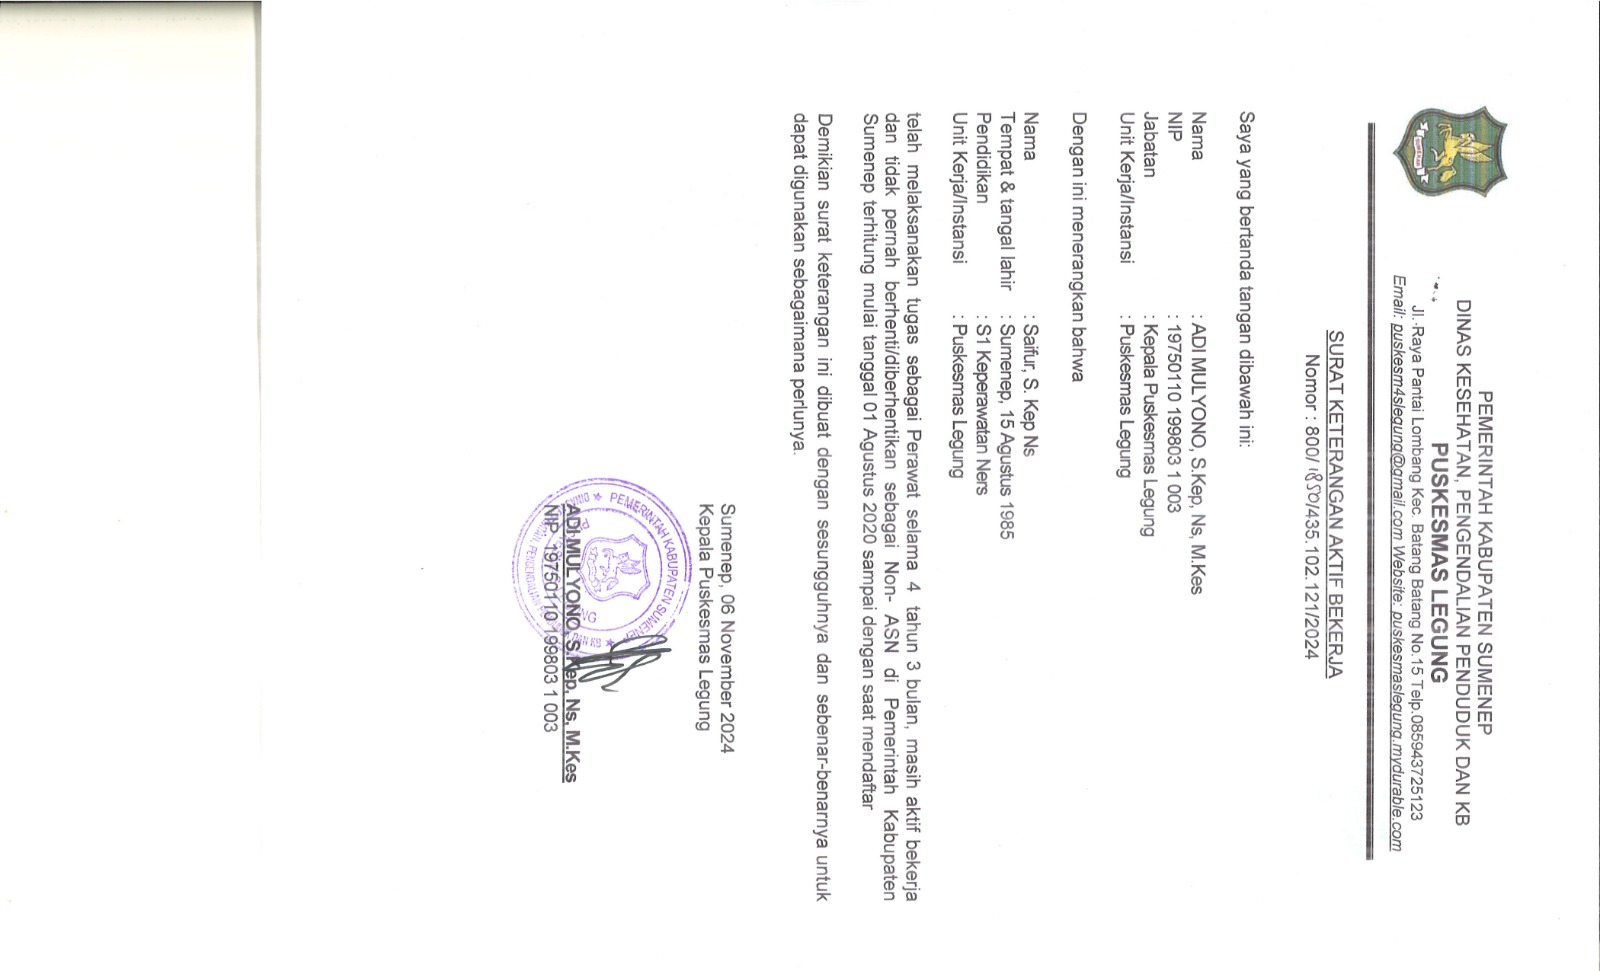 PEMERINTAH KABUPATEN SUMENEP
DINAS KESEHATAN, PENGENDALIAN PENDUDUK DAN KB
PUSKESMAS LEGUNG
Jl.-Raya Pantai Lombang Kec. Batang Batang No.15 Telp.085943725123
Email: puskesm4slegung@gmail.com Website: puskesmaslegung.mydurable.com
SURAT KETERANGAN AKTIF BEKERJA
Nomor : 800/ /435.102.121/2024
Saya yang bertanda tangan dibawah ini:
Nama : ADI MULYONO, S.Kep, Ns, M.Kes
NIP : 19750110 199803 1 003
Jabatan : Kepala Puskesmas Legung
Unit Kerja/Instansi : Puskesmas Legung
Dengan ini menerangkan bahwa
Nama : Saifur, S. Kep Ns
Tempat & tangal lahir : Sumenep, 15 Agustus 1985
Pendidikan : S1 Keperawatan Ners
Unit Kerja/Instansi : Puskesmas Legung
telah melaksanakan tugas sebagai Perawat selama 4 tahun 3 bulan, masih aktif bekerja
dan tidak pernah berhenti/diberhentikan sebagai Non- ASN di Pemerintah Kabupaten
Sumenep terhitung mulai tanggal 01 Agustus 2020 sampai dengan saat mendaftar
Demikian surat keterangan ini dibuat dengan sesungguhnya dan sebenar-benarnya untuk
dapat digunakan sebagaimana perlunya.
Sumenep, 06 November 2024
Kepala Puskesmas Legung
PEMERINTAH KABUPATEN SUMENEP
ADI MULYONO, S.Kep, Ns, M.Kes
NIP. 19750110 199803 1 003